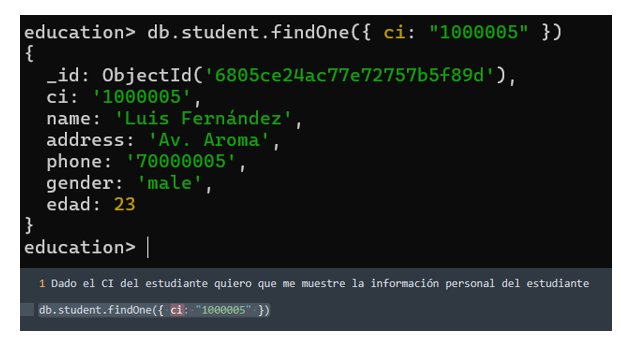 education> db.student.findOne({ ci: "1000005" })
{
  _id: ObjectId('6805ce24ac77e72757b5f89d'),
  ci: '1000005',
  name: 'Luis Fernández',
  address: 'Av. Aroma',
  phone: '70000005',
  gender: 'male',
  edad: 23
}
education>
1 Dado el CI del estudiante quiero que me muestre la información personal del estudiante
db.student.findOne({ ci: "1000005" })